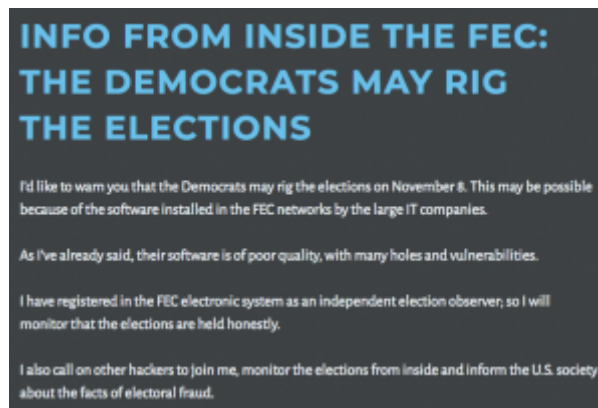 INFO FROM INSIDE THE FEC:
THE DEMOCRATS MAY RIG
THE ELECTIONS
I'd like to warn you that the Democrats may rig the elections on November 8. This may be possible
because of the software installed in the FEC networks by the large IT companies.
As I've already said, their software is of poor quality, with many holes and vulnerabilities.
I have registered in the FEC electronic system as an independent election observer; so I will
monitor that the elections are held honestly.
I also call on other hackers to join me, monitor the elections from inside and inform the U.S. society
about the facts of electoral fraud.